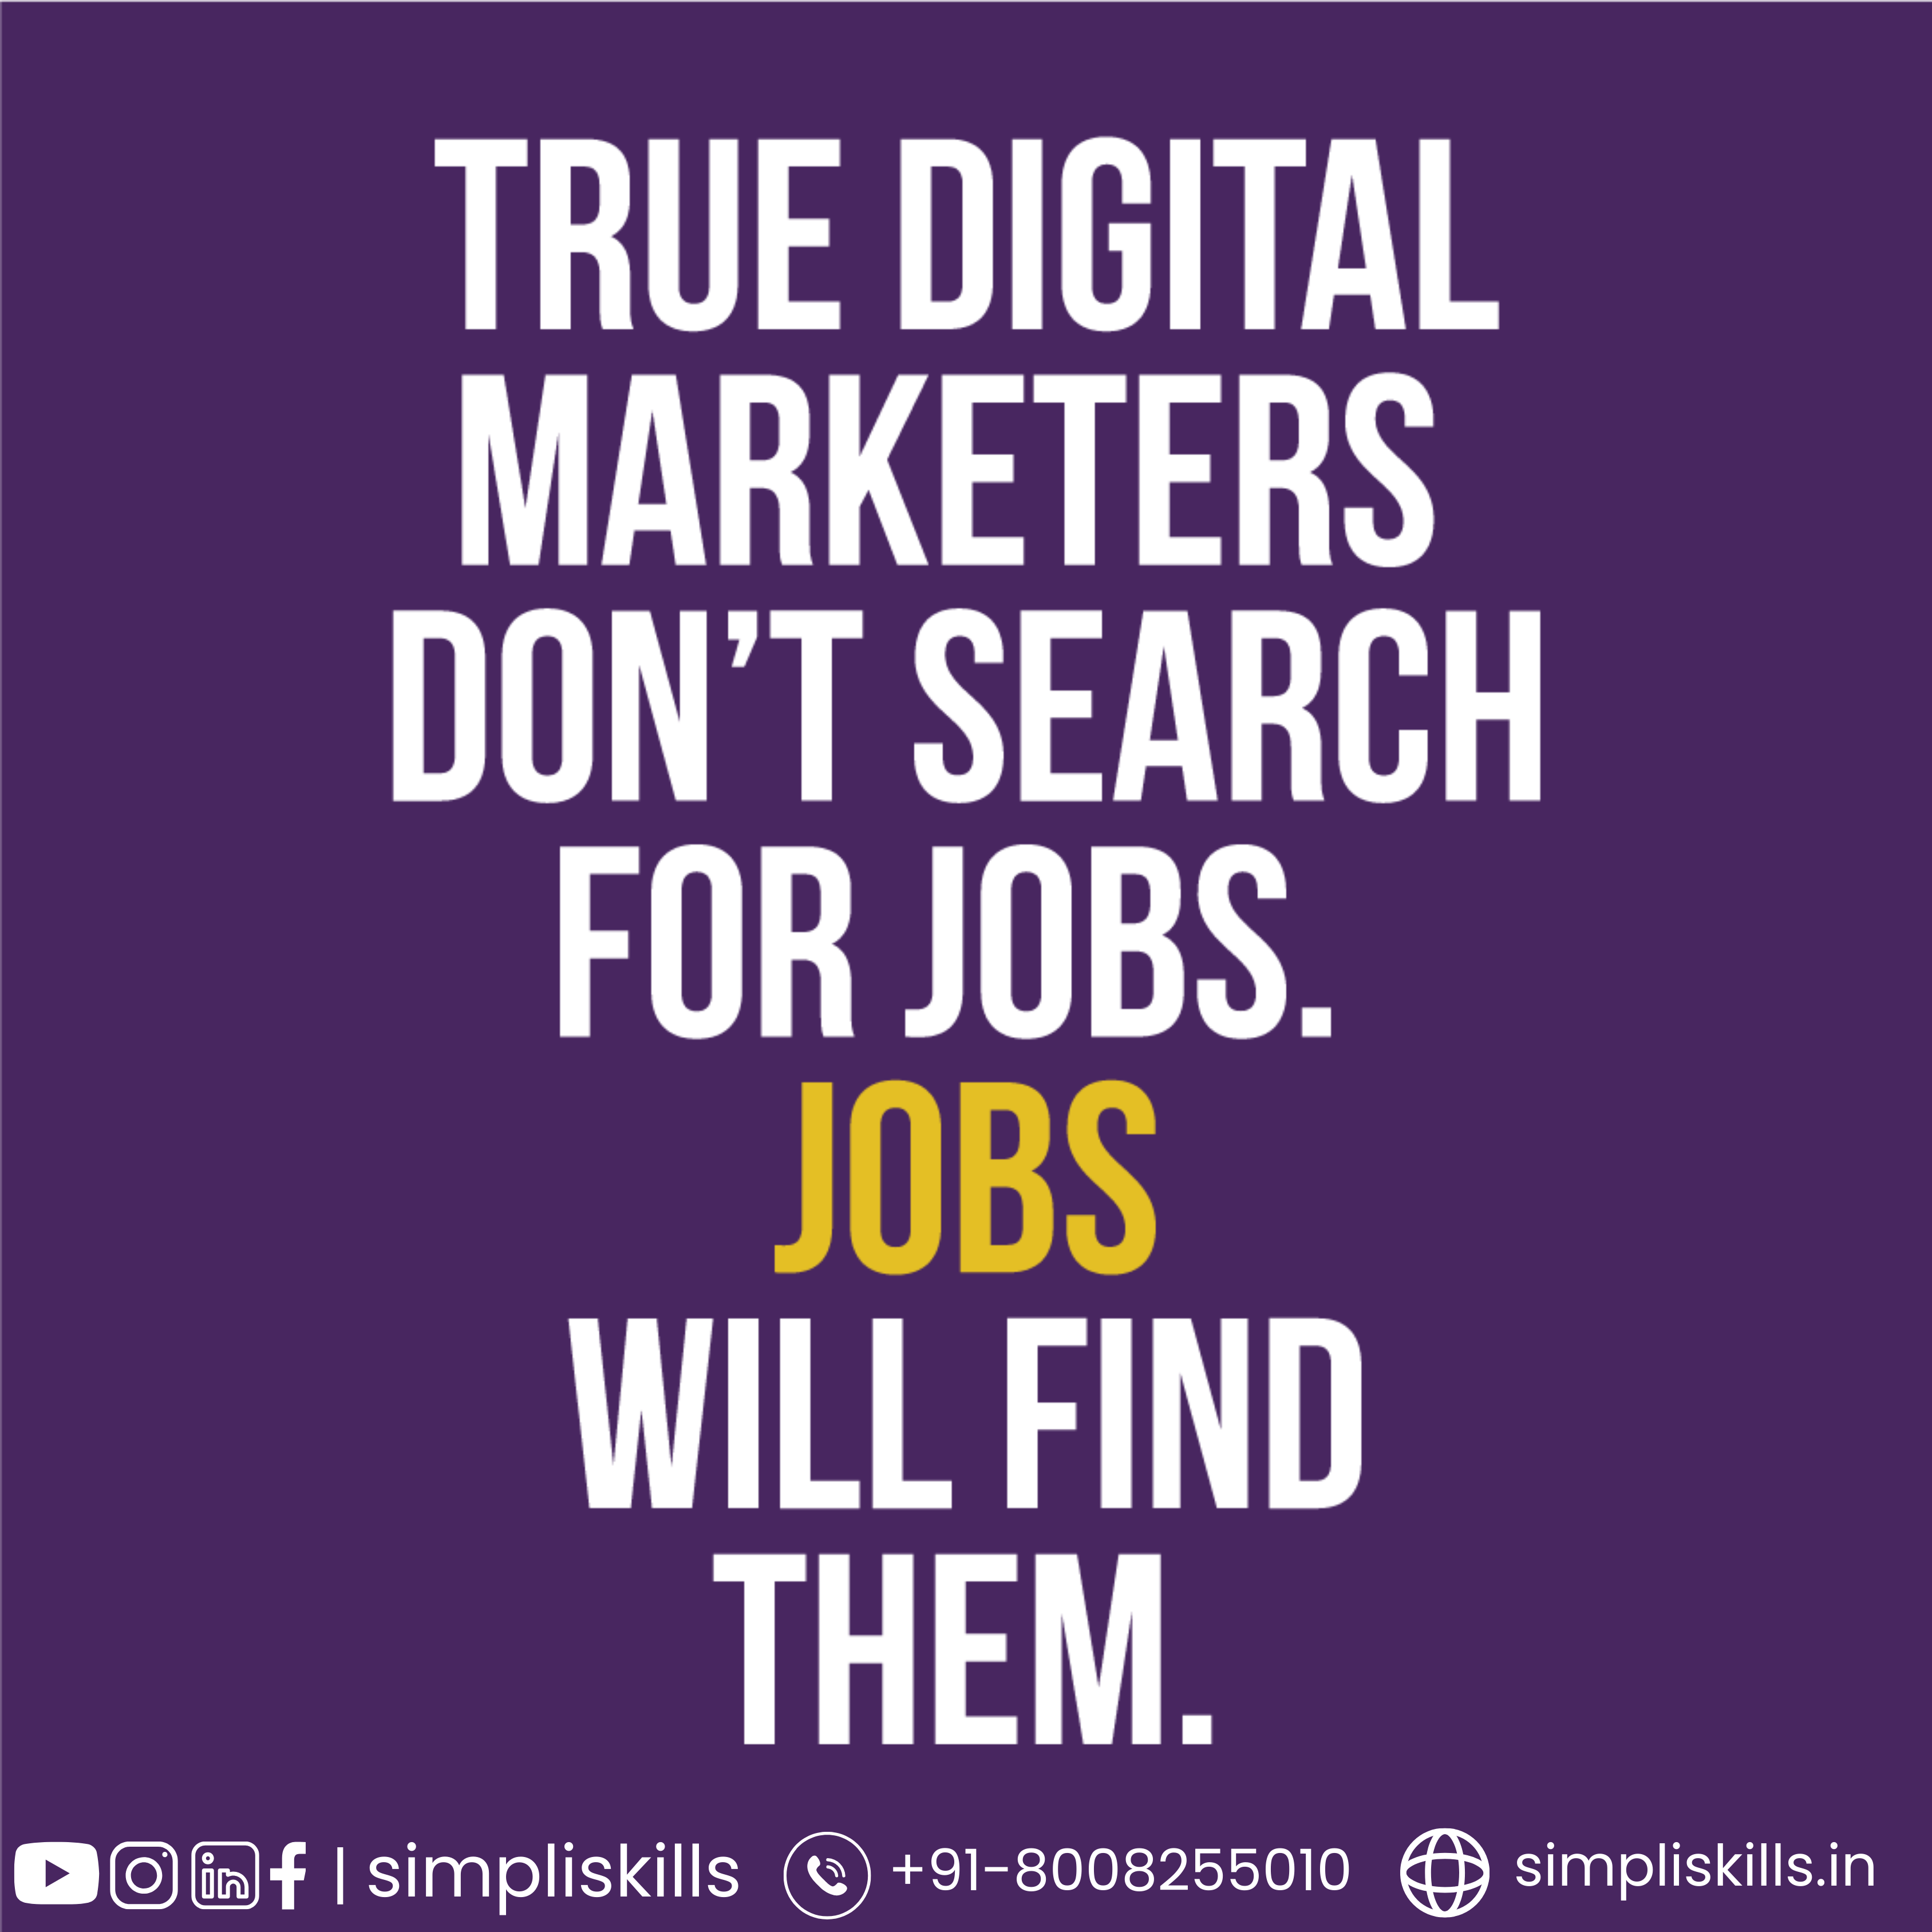 TRUE DIGITAL
MARKETERS
DON’T SEARCH
FOR JOBS.
JOBS
WILL FIND
THEM.
| simpliskills +91-8008255010 simpliskills.in